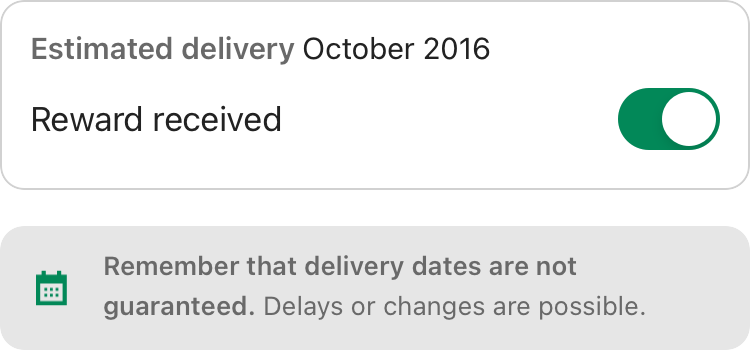 Estimated delivery October 2016
Reward received
Remember that delivery dates are not
guaranteed. Delays or changes are possible.